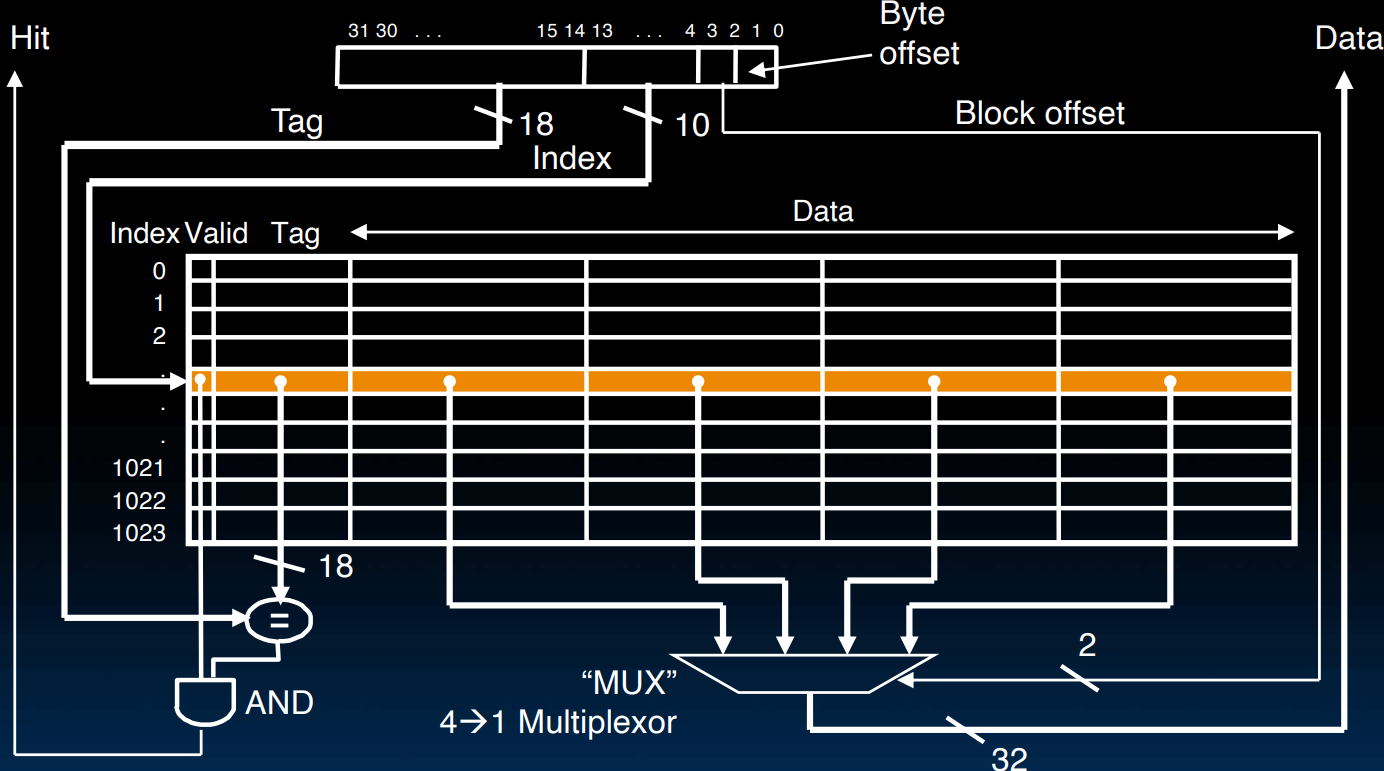 Hit
31 30 . . . 15 14 13 . . . 4 3 2 1 0
Byte
offset
Data
Tag
18
10
Block offset
Index
Data
Index Valid Tag
0
1
2
.
.
.
1021
1022
1023
18
=
AND
“MUX”
4→1 Multiplexor
2
32